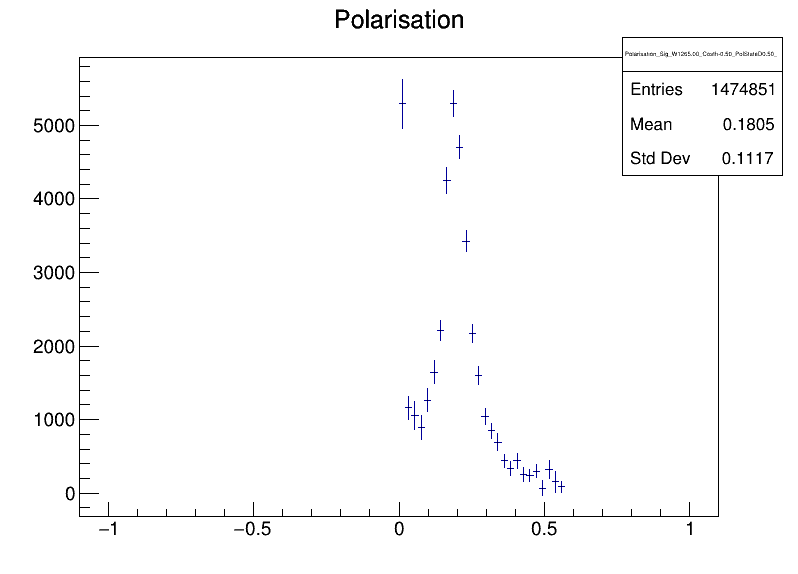 Polarisation
Polarisation_Sig_W1265.00_Costh-0.50_PolStateD0.50_
Entries 1474851
Mean 0.1805
Std Dev 0.1117
5000
4000
3000
2000
1000
0
−1 −0.5 0 0.5 1